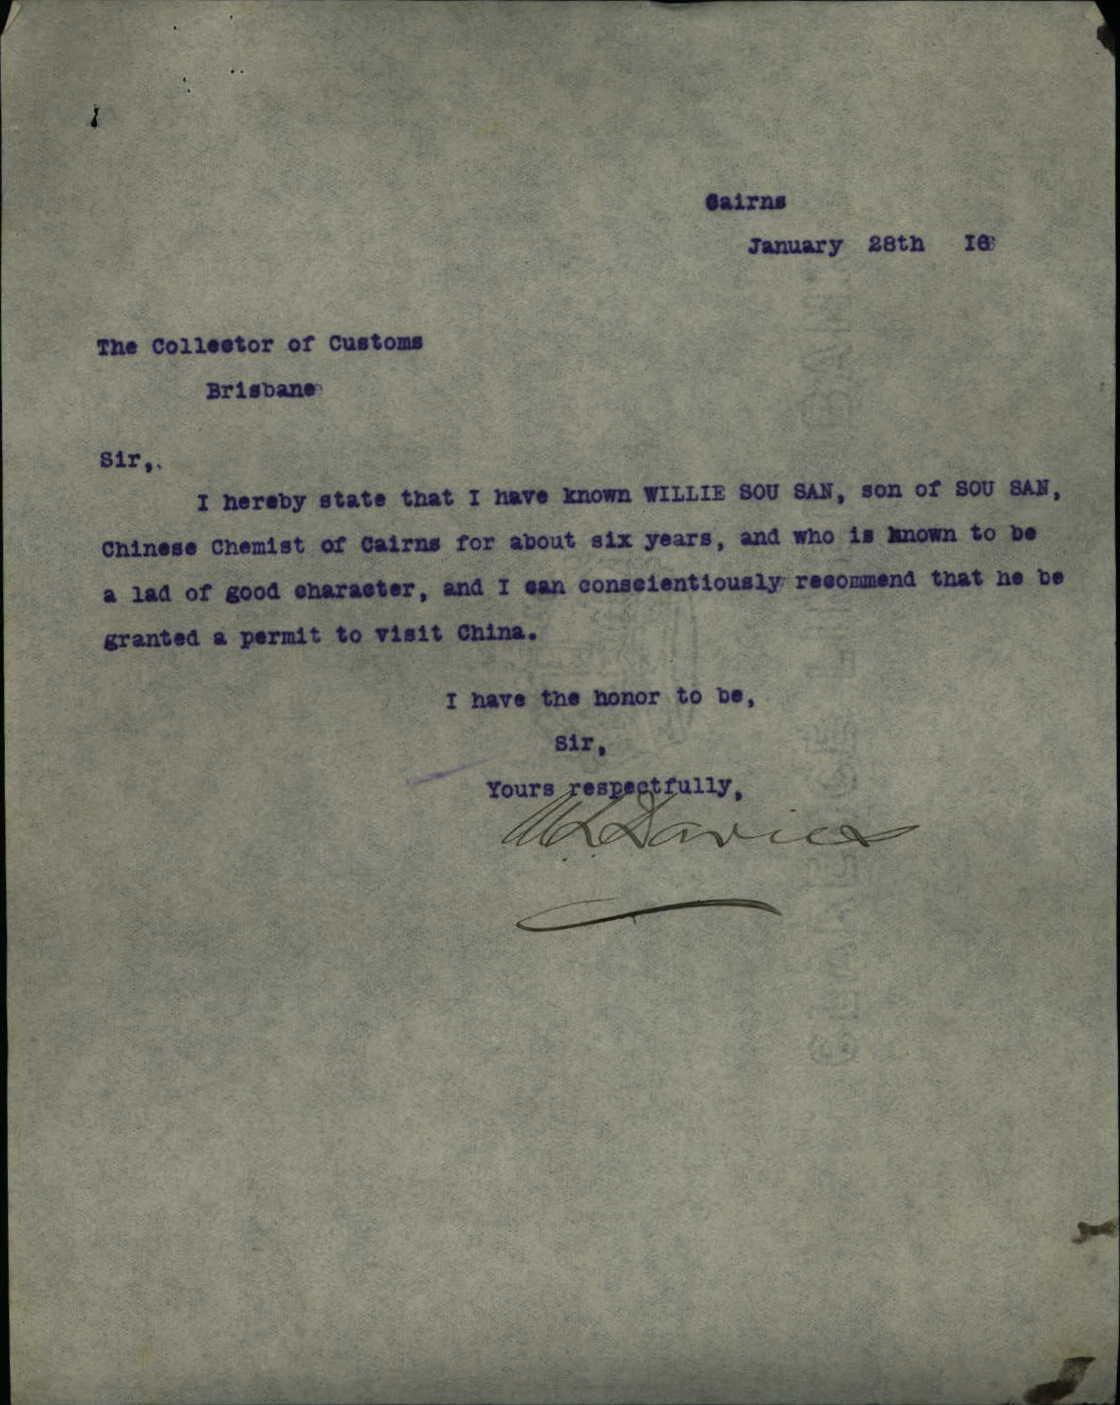 Cairns
January 28th I6
The Collector of Customs
Brisbane
Sir,.
I hereby state that I have known WILLIE SOU SAN, son of SOU SAN,
Chinese Chemist of Cairns for about six years, and who is known to be
a lad of good character, and I can conscientiously recommend that he be
granted a permit to visit China.
I have the honor to be,
Sir,
Yours respectfully,
Davies